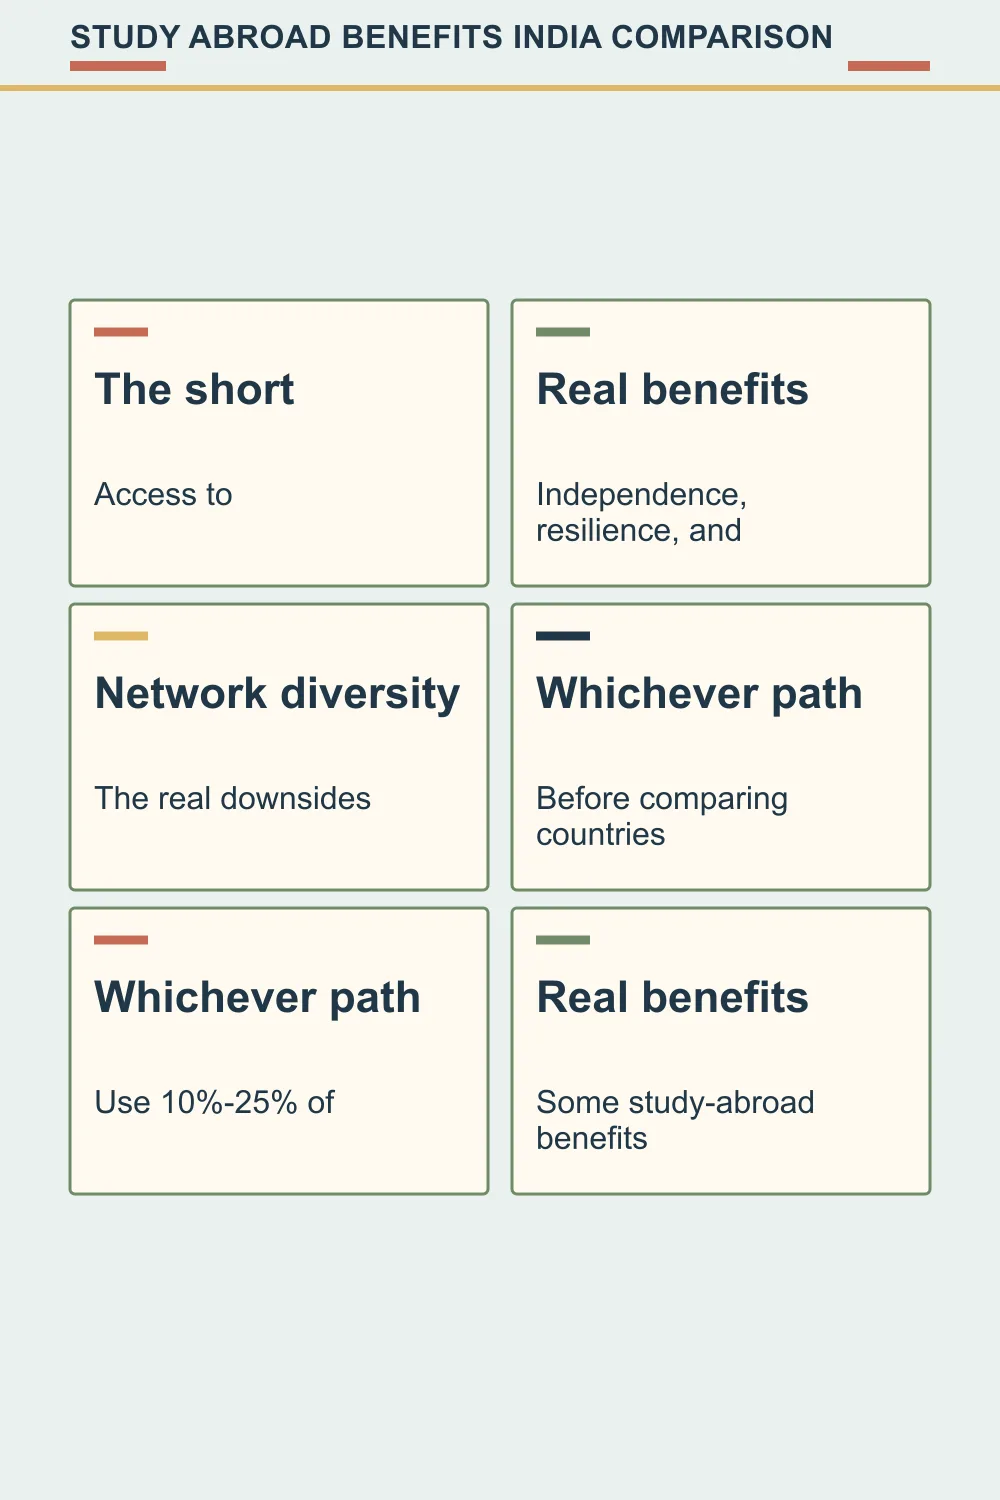 STUDY ABROAD BENEFITS INDIA COMPARISON
The short
Access to
Real benefits
Independence,
resilience, and
Network diversity
The real downsides
Whichever path
Before comparing
countries
Whichever path
Use 10%-25% of
Real benefits
Some study-abroad
benefits